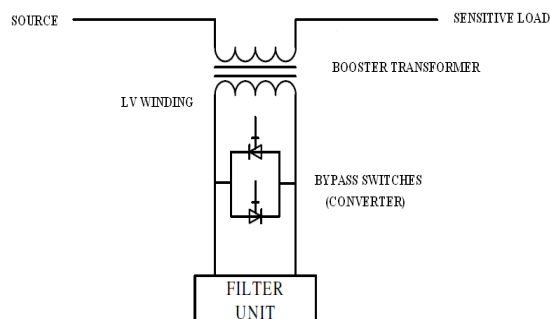 SOURCE
SENSITIVE LOAD
BOOSTER TRANSFORMER
LV WINDING
BYPASS SWITCHES
(CONVERTER)
FILTER
UNIT